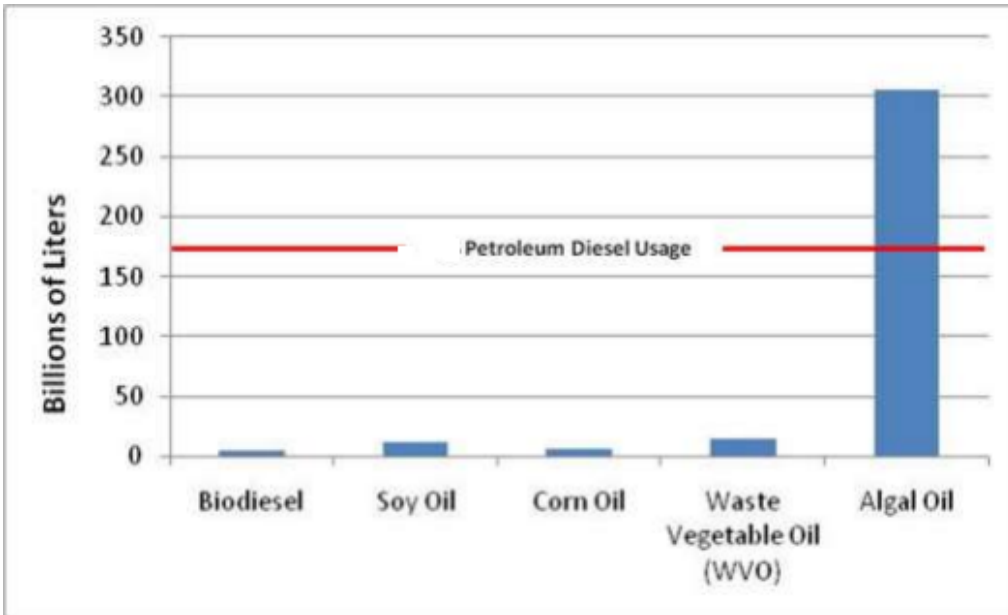 350
300
250
200
150
100
50
0
Billions of Liters
Petroleum Diesel Usage
Biodiesel
Soy Oil
Corn Oil
Waste
Vegetable Oil
(WVO)
Algal Oil